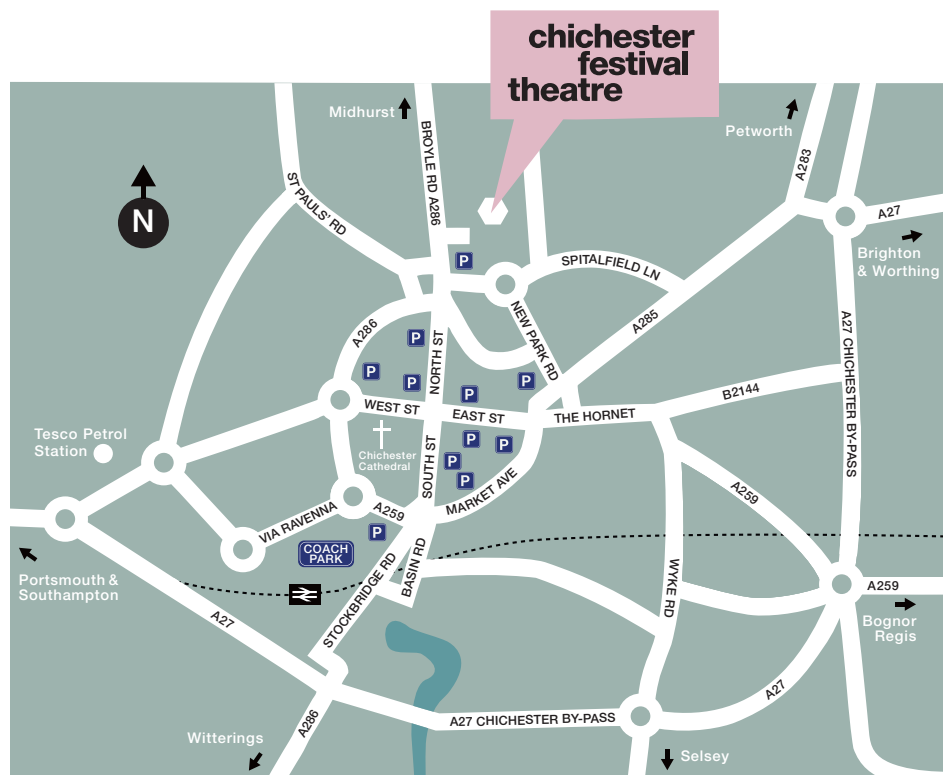 chichester
festival
theatre
Midhurst
Petworth
BROYLE RD A286
A283
ST PAULS' RD
N
A27
Brighton
& Worthing
P
SPITALFIELD LN
A286
NEW PARK RD
A285
A27 CHICHESTER BY-PASS
P
NORTH ST
P
P
P
P
B2144
WEST ST
EAST ST
THE HORNET
Tesco Petrol
Station
Chichester
Cathedral
SOUTH ST
P
P
P
P
MARKET AVE
A259
VIA RAVENNA
A259
P
COACH
PARK
BASIN RD
STOCKBRIDGE RD
WYKE RD
Portsmouth &
Southampton
A259
Bognor
Regis
A27
A27
A286
A27 CHICHESTER BY-PASS
Witterings
Selsey